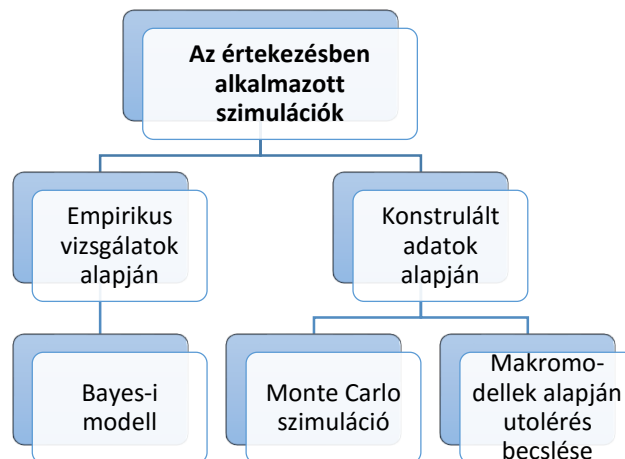 Az értekezésben
alkalmazott
szimulációk
Empirikus
vizsgálatok
alapján
Konstruált
adatok
alapján
Bayes-i
modell
Monte Carlo
szimuláció
Makromo-
dellek alapján
utolérés
becslése